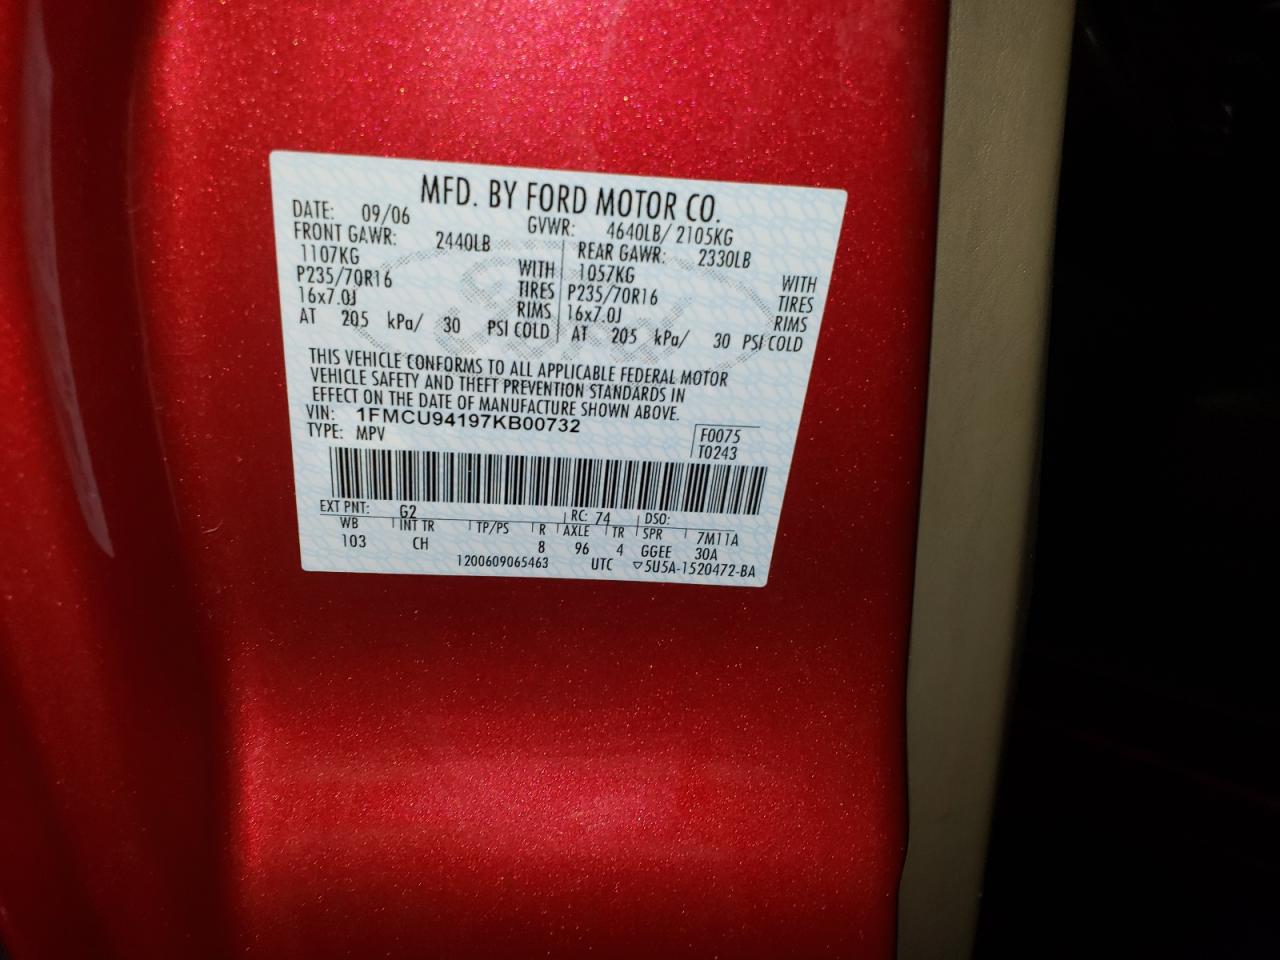 MFD. BY FORD MOTOR CO.
DATE: 09/06 GVWR: 4640LB/ 2105KG
FRONT GAWR: 2440LB REAR GAWR: 2330LB
1107KG WITH 1057KG WITH
P235/70R16 TIRES P235/70R16 TIRES
16x7.0J RIMS 16x7.0J RIMS
AT 205 kPa/ 30 PSI COLD AT 205 kPa/ 30 PSI COLD
THIS VEHICLE CONFORMS TO ALL APPLICABLE FEDERAL MOTOR
VEHICLE SAFETY AND THEFT PREVENTION STANDARDS IN
EFFECT ON THE DATE OF MANUFACTURE SHOWN ABOVE.
VIN: 1FMCU94197KB00732
TYPE: MPV F0075
T0243
EXT PNT: G2 RC: 74 DSO:
WB INT TR TP/PS R AXLE TR SPR 7M11A
103 CH 8 96 4 GGEE 30A
1200609065463 UTC ▽5U5A-1520472-BA
Ford